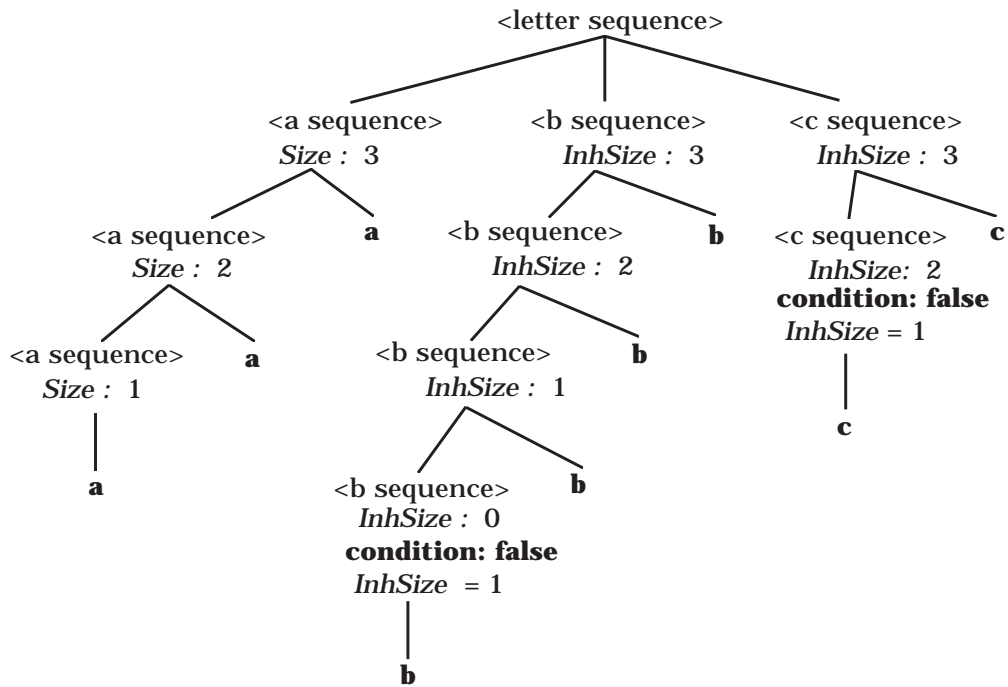 <letter sequence>
<a sequence> <b sequence> <c sequence>
Size : 3 InhSize : 3 InhSize : 3
<a sequence> a <b sequence> b <c sequence> c
Size : 2 InhSize : 2 InhSize: 2
condition: false
InhSize = 1
<a sequence> a <b sequence> b
Size : 1 InhSize : 1
c
a <b sequence> b
InhSize : 0
condition: false
InhSize = 1
b